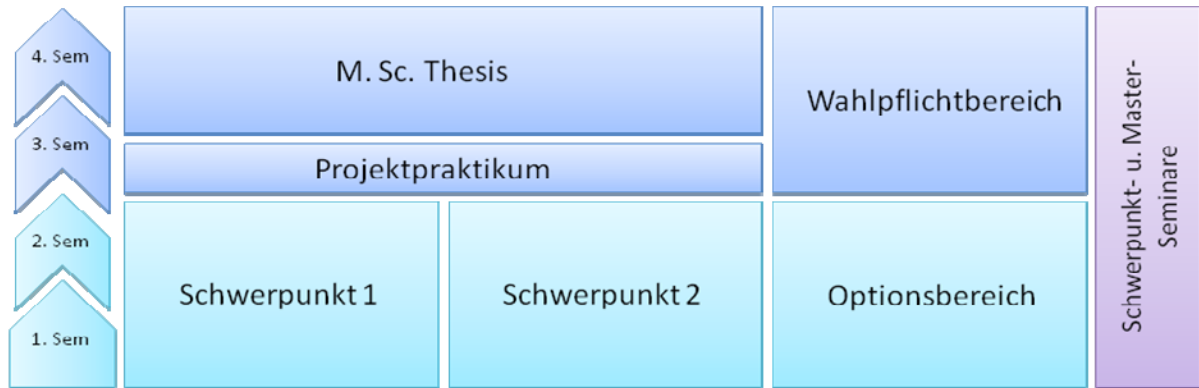 4. Sem
3. Sem
2. Sem
1. Sem
M. Sc. Thesis
Projektpraktikum
Schwerpunkt 1
Schwerpunkt 2
Wahlpflichtbereich
Optionsbereich
Schwerpunkt- u. Master-
Seminare